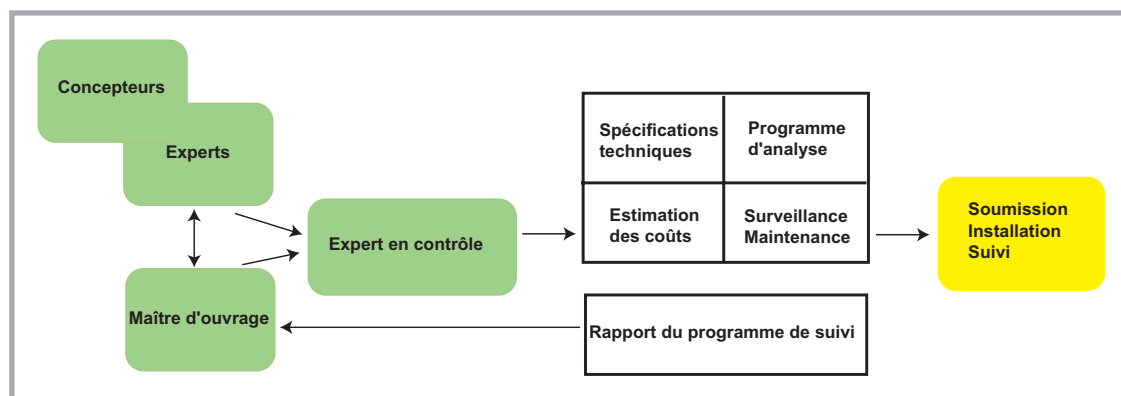 Concepteurs
Experts
Maître d'ouvrage
Expert en contrôle
Spécifications
techniques
Programme
d'analyse
Estimation
des coûts
Surveillance
Maintenance
Rapport du programme de suivi
Soumission
Installation
Suivi